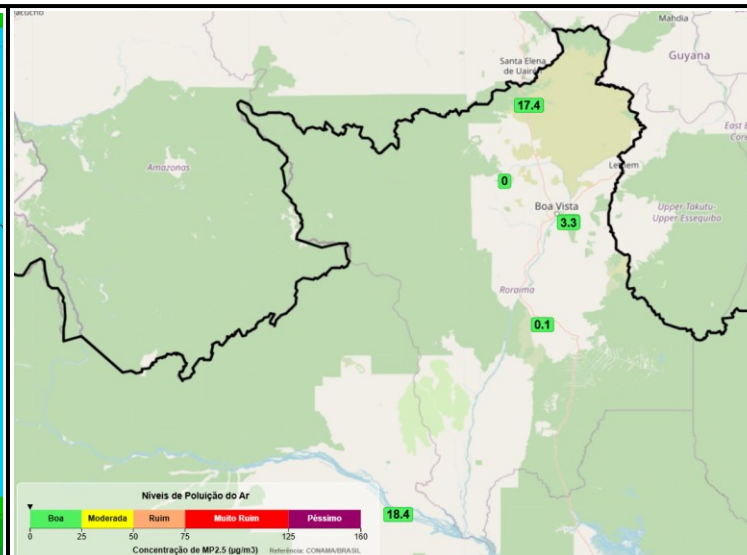 acucho
Mahdia
Santa Elena
de Uairén
Guyana
17.4
East B
Core
Amazonas
Lethem
0
Boa Vista
Upper Takutu-
Upper Essequibo
3.3
Roraima
0.1
Níveis de Poluição do Ar
Boa Moderada Ruim Muito Ruim Péssimo
0 25 50 75 125 160
Concentração de MP2.5 (µg/m3) Referência: CONAMA/BRASIL
18.4